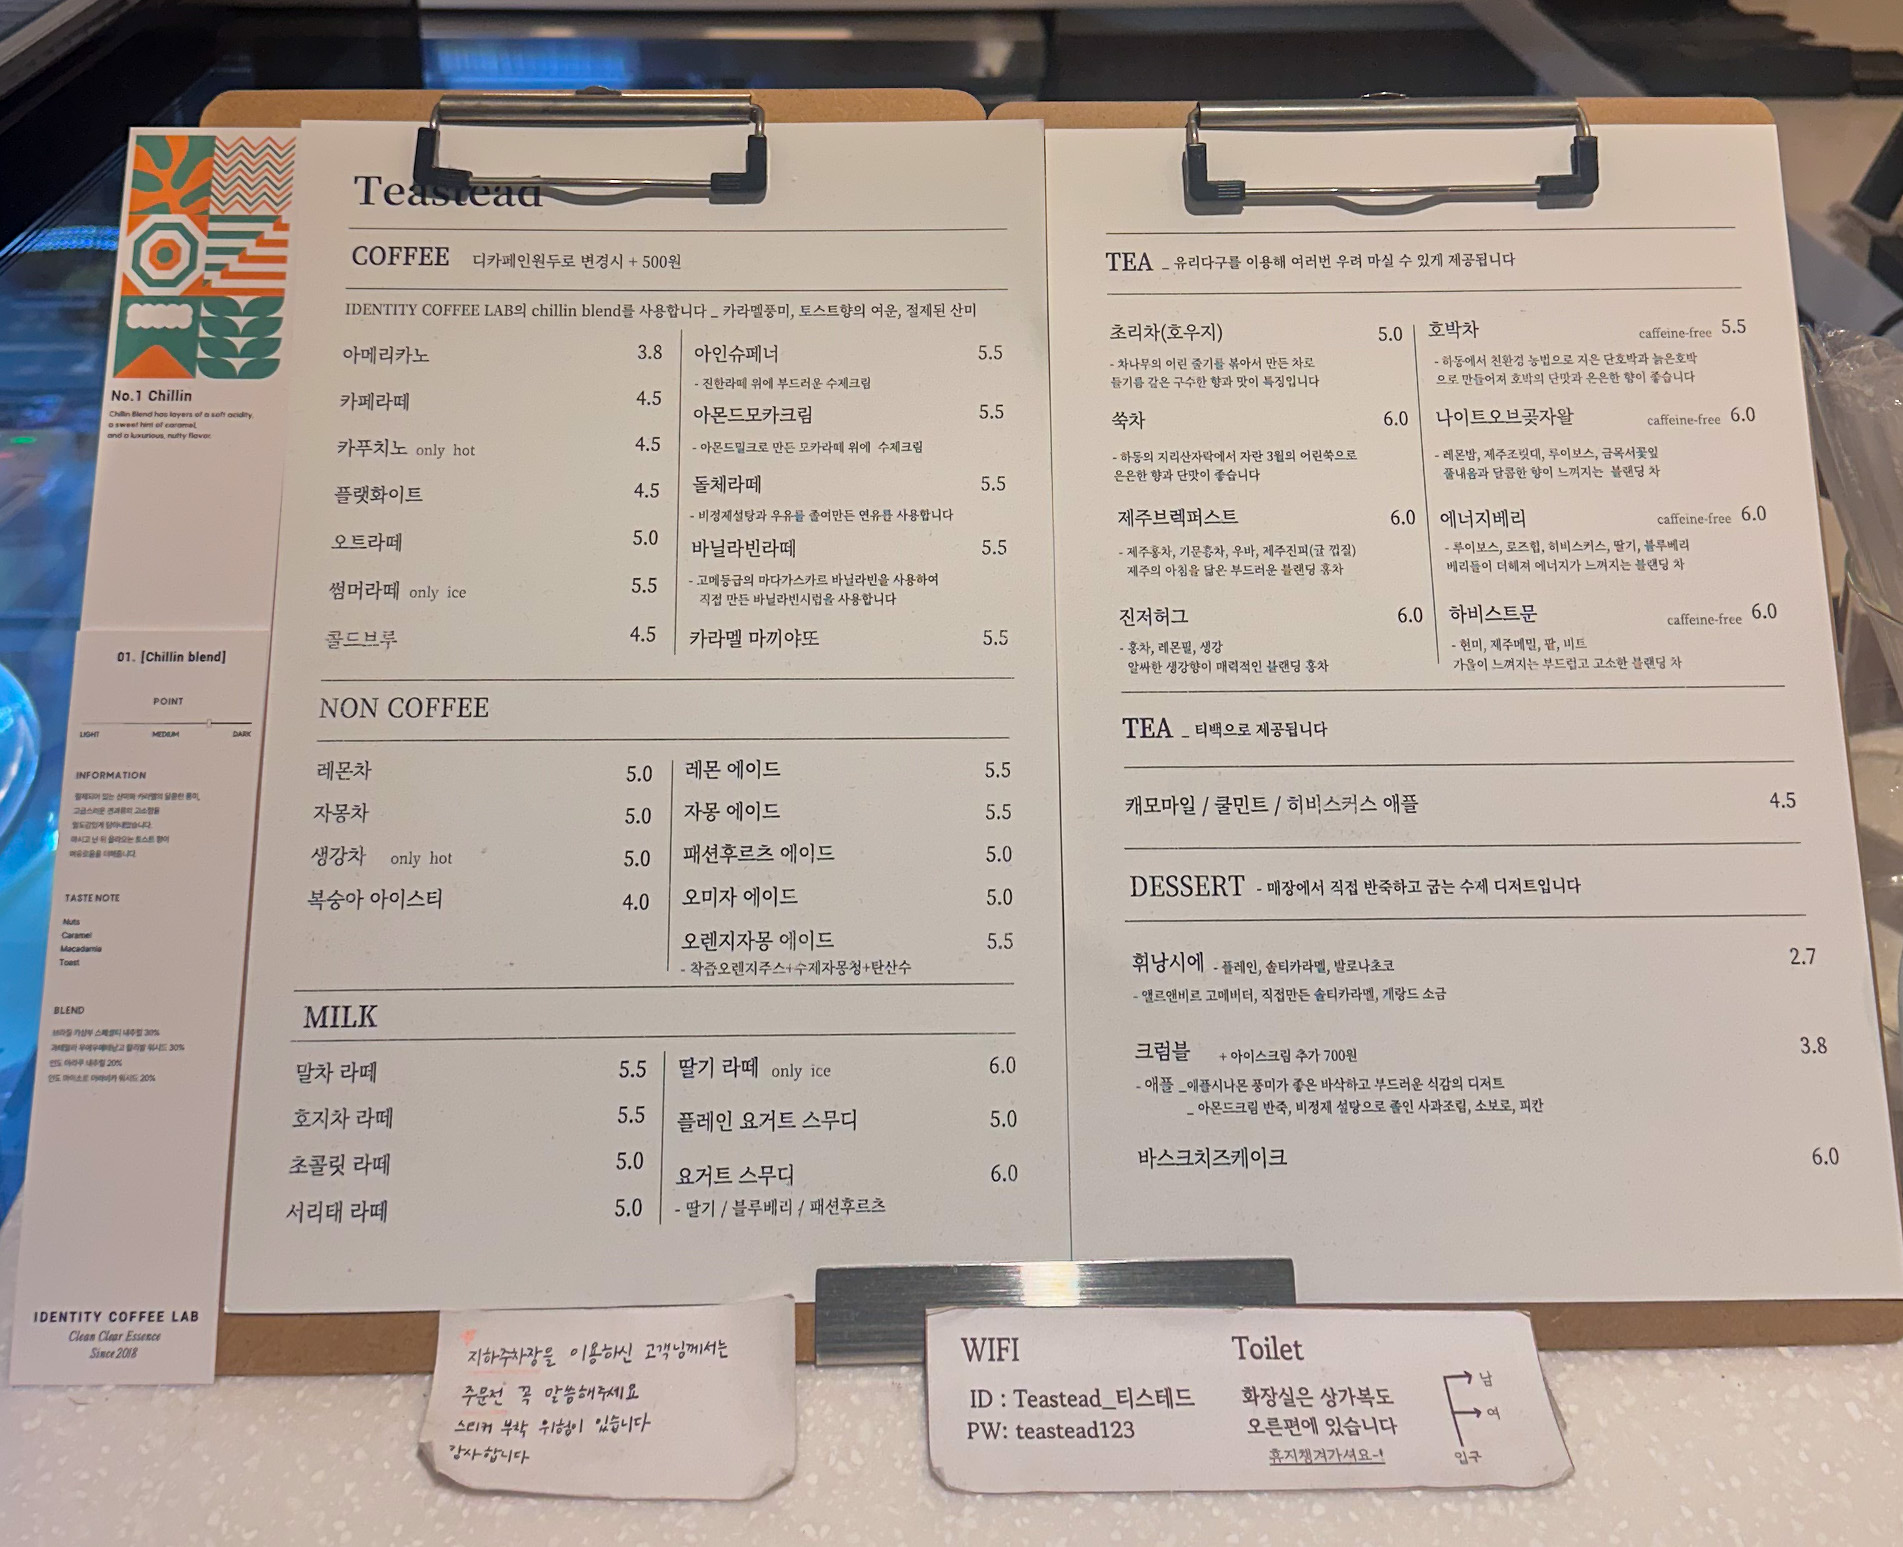 Teastead
COFFEE 디카페인원두로 변경시 + 500원
IDENTITY COFFEE LAB의 chillin blend를 사용합니다 _ 카라멜풍미, 토스트향의 여운, 절제된 산미
아메리카노 3.8
카페라떼 4.5
카푸치노 only hot 4.5
플랫화이트 4.5
오트라떼 5.0
썸머라떼 only ice 5.5
콜드브루 4.5
아인슈페너 5.5
- 진한라떼 위에 부드러운 수제크림
아몬드모카크림 5.5
- 아몬드밀크로 만든 모카라떼 위에 수제크림
돌체라떼 5.5
- 비정제설탕과 우유를 졸여만든 연유를 사용합니다
바닐라빈라떼 5.5
- 고메등급의 마다가스카르 바닐라빈을 사용하여
직접 만든 바닐라빈시럽을 사용합니다
카라멜 마끼야또 5.5
NON COFFEE
레몬차 5.0
자몽차 5.0
생강차 only hot 5.0
복숭아 아이스티 4.0
레몬 에이드 5.5
자몽 에이드 5.5
패션후르츠 에이드 5.0
오미자 에이드 5.0
오렌지자몽 에이드 5.5
- 착즙오렌지주스+수제자몽청+탄산수
MILK
말차 라떼 5.5
호지차 라떼 5.5
초콜릿 라떼 5.0
서리태 라떼 5.0
딸기 라떼 only ice 6.0
플레인 요거트 스무디 5.0
요거트 스무디 6.0
- 딸기 / 블루베리 / 패션후르츠
TEA _ 유리다구를 이용해 여러번 우려 마실 수 있게 제공됩니다
초리차(호우지) 5.0
- 차나무의 어린 줄기를 볶아서 만든 차로
들기름 같은 구수한 향과 맛이 특징입니다
쑥차 6.0
- 하동의 지리산자락에서 자란 3월의 어린쑥으로
은은한 향과 단맛이 좋습니다
제주브렉퍼스트 6.0
- 제주홍차, 기문홍차, 우바, 제주진피(귤 껍질)
제주의 아침을 닮은 부드러운 블랜딩 홍차
진저허그 6.0
- 홍차, 레몬필, 생강
알싸한 생강향이 매력적인 블랜딩 홍차
호박차 caffeine-free 5.5
- 하동에서 친환경 농법으로 지은 단호박과 늙은호박
으로 만들어져 호박의 단맛과 은은한 향이 좋습니다
나이트오브곶자왈 caffeine-free 6.0
- 레몬밤, 제주조릿대, 루이보스, 금목서꽃잎
풀내음과 달콤한 향이 느껴지는 블랜딩 차
에너지베리 caffeine-free 6.0
- 루이보스, 로즈힙, 히비스커스, 딸기, 블루베리
베리들이 더해져 에너지가 느껴지는 블랜딩 차
하비스트문 caffeine-free 6.0
- 현미, 제주메밀, 팥, 비트
가을이 느껴지는 부드럽고 고소한 블랜딩 차
TEA _ 티백으로 제공됩니다
캐모마일 / 쿨민트 / 히비스커스 애플 4.5
DESSERT - 매장에서 직접 반죽하고 굽는 수제 디저트입니다
휘낭시에 - 플레인, 솔티카라멜, 발로나초코 2.7
- 앨르앤비르 고메버터, 직접만든 솔티카라멜, 게랑드 소금
크럼블 + 아이스크림 추가 700원 3.8
- 애플 _애플시나몬 풍미가 좋은 바삭하고 부드러운 식감의 디저트
_ 아몬드크림 반죽, 비정제 설탕으로 졸인 사과조림, 소보로, 피칸
바스크치즈케이크 6.0
No.1 Chillin
Chillin Blend has layers of a soft acidity,
a sweet hint of caramel,
and a luxurious, nutty flavor.
01. [Chillin blend]
POINT
LIGHT MEDIUM DARK
INFORMATION
TASTE NOTE
Nuts
Caramel
Macadamia
Toast
BLEND
IDENTITY COFFEE LAB
Clean Clear Essence
Since 2018
지하주차장을 이용하신 고객님께서는
주문전 꼭 말씀해주세요
스티커 부착 위험이 있습니다
감사합니다
WIFI
ID : Teastead_티스테드
PW: teastead123
Toilet
화장실은 상가복도
오른편에 있습니다
휴지챙겨가셔요~!
남
여
입구